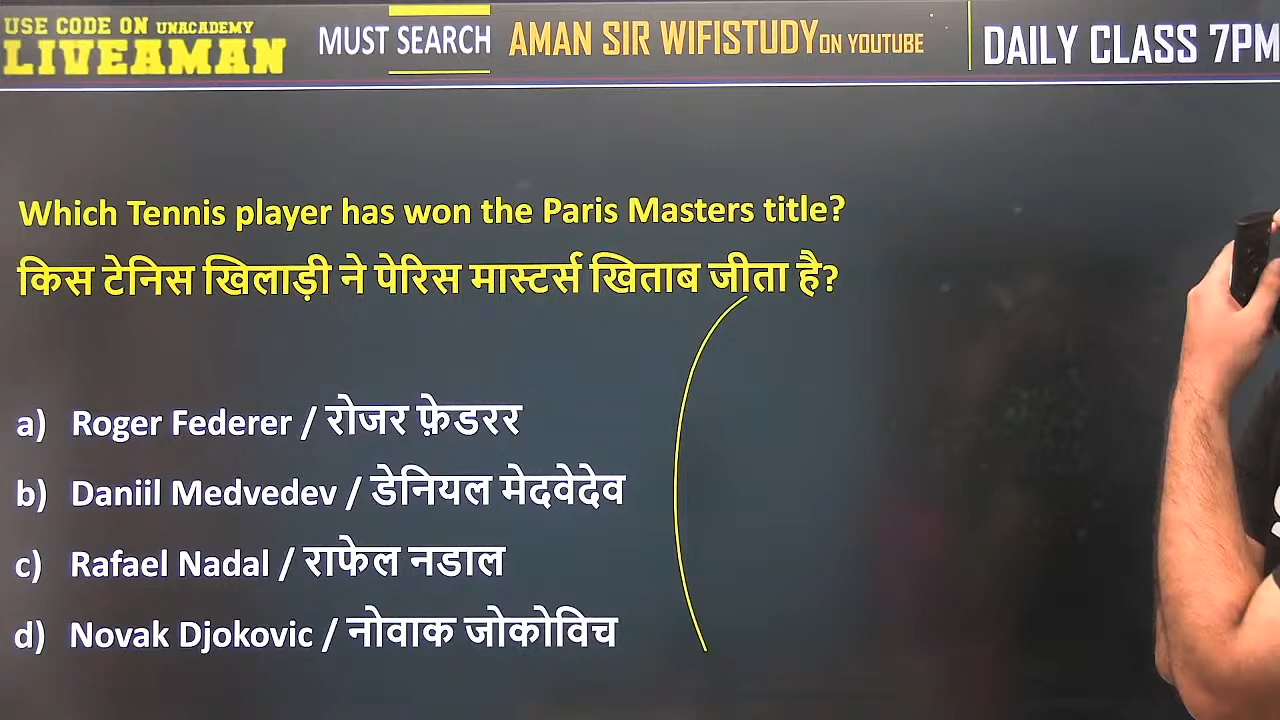 USE CODE ON UNACADEMY
LIVEAMAN
MUST SEARCH
AMAN SIR WIFISTUDY ON YOUTUBE
DAILY CLASS 7PM
Which Tennis player has won the Paris Masters title?
किस टेनिस खिलाड़ी ने पेरिस मास्टर्स खिताब जीता है?
a) Roger Federer / रोजर फ़ेडरर
b) Daniil Medvedev / डेनियल मेदवेदेव
c) Rafael Nadal / राफेल नडाल
d) Novak Djokovic / नोवाक जोकोविच